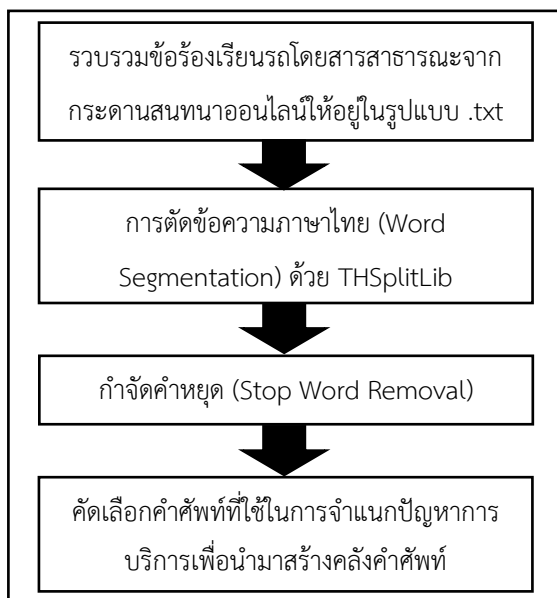 รวบรวมข้อร้องเรียนรถโดยสารสาธารณะจาก
กระดานสนทนาออนไลน์ให้อยู่ในรูปแบบ .txt
การตัดข้อความภาษาไทย (Word
Segmentation) ด้วย THSplitLib
กำจัดคำหยุด (Stop Word Removal)
คัดเลือกคำศัพท์ที่ใช้ในการจำแนกปัญหาการ
บริการเพื่อนำมาสร้างคลังคำศัพท์